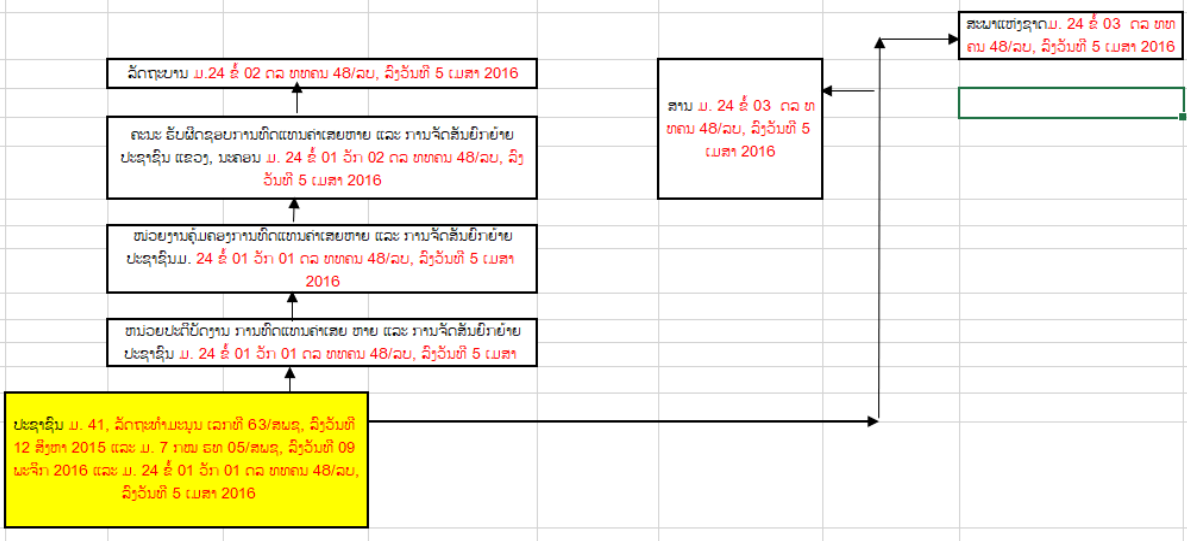 ສະພາແຫ່ງຊາດມ. 24 ຂໍ້ 03 ດລ ທທ
ຄນ 48/ລບ, ລົງວັນທີ 5 ເມສາ 2016
ລັດຖະບານ ມ.24 ຂໍ້ 02 ດລ ທທຄນ 48/ລບ, ລົງວັນທີ 5 ເມສາ 2016
ສານ ມ. 24 ຂໍ້ 03 ດລ ທ
ທຄນ 48/ລບ, ລົງວັນທີ 5
ເມສາ 2016
ຄະນະ ຮັບຜິດຊອບການທົດແທນຄ່າເສຍຫາຍ ແລະ ການຈັດສັນຍົກຍ້າຍ
ປະຊາຊົນ ແຂວງ, ນະຄອນ ມ. 24 ຂໍ້ 01 ວັກ 02 ດລ ທທຄນ 48/ລບ, ລົງ
ວັນທີ 5 ເມສາ 2016
ໜ່ວຍງານຄຸ້ມຄອງການທົດແທນຄ່າເສຍຫາຍ ແລະ ການຈັດສັນຍົກຍ້າຍ
ປະຊາຊົນມ. 24 ຂໍ້ 01 ວັກ 01 ດລ ທທຄນ 48/ລບ, ລົງວັນທີ 5 ເມສາ
2016
ຫນ່ວຍປະຕິບັດງານ ການທົດແທນຄ່າເສຍ ຫາຍ ແລະ ການຈັດສັນຍົກຍ້າຍ
ປະຊາຊົນ ມ. 24 ຂໍ້ 01 ວັກ 01 ດລ ທທຄນ 48/ລບ, ລົງວັນທີ 5 ເມສາ
ປະຊາຊົນ ມ. 41, ລັດຖະທຳມະນູນ ເລກທີ 63/ສພຊ, ລົງວັນທີ
12 ສິງຫາ 2015 ແລະ ມ. 7 ກໝ ຮທ 05/ສພຊ, ລົງວັນທີ 09
ພະຈິກ 2016 ແລະ ມ. 24 ຂໍ້ 01 ວັກ 01 ດລ ທທຄນ 48/ລບ,
ລົງວັນທີ 5 ເມສາ 2016